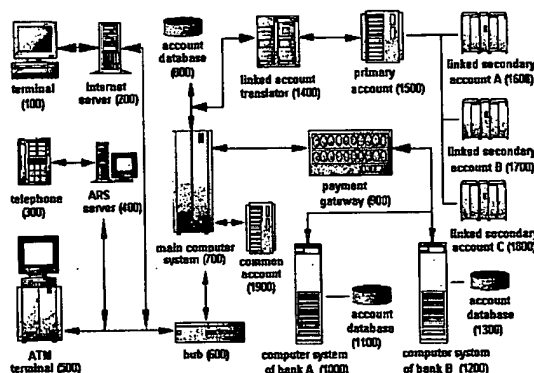 terminal
(100)
internet
server (200)
account
database
(800)
linked account
translator (1400)
primary
account (1500)
linked secondary
account A (1600)
telephone
(300)
ARS
server (400)
main computer
system (700)
common
account
(1900)
payment
gateway (900)
linked secondary
account B (1700)
linked secondary
account C (1800)
ATM
terminal (500)
hub (600)
computer system
of bank A (1000)
account
database
(1100)
computer system
of bank B (1200)
account
database
(1300)